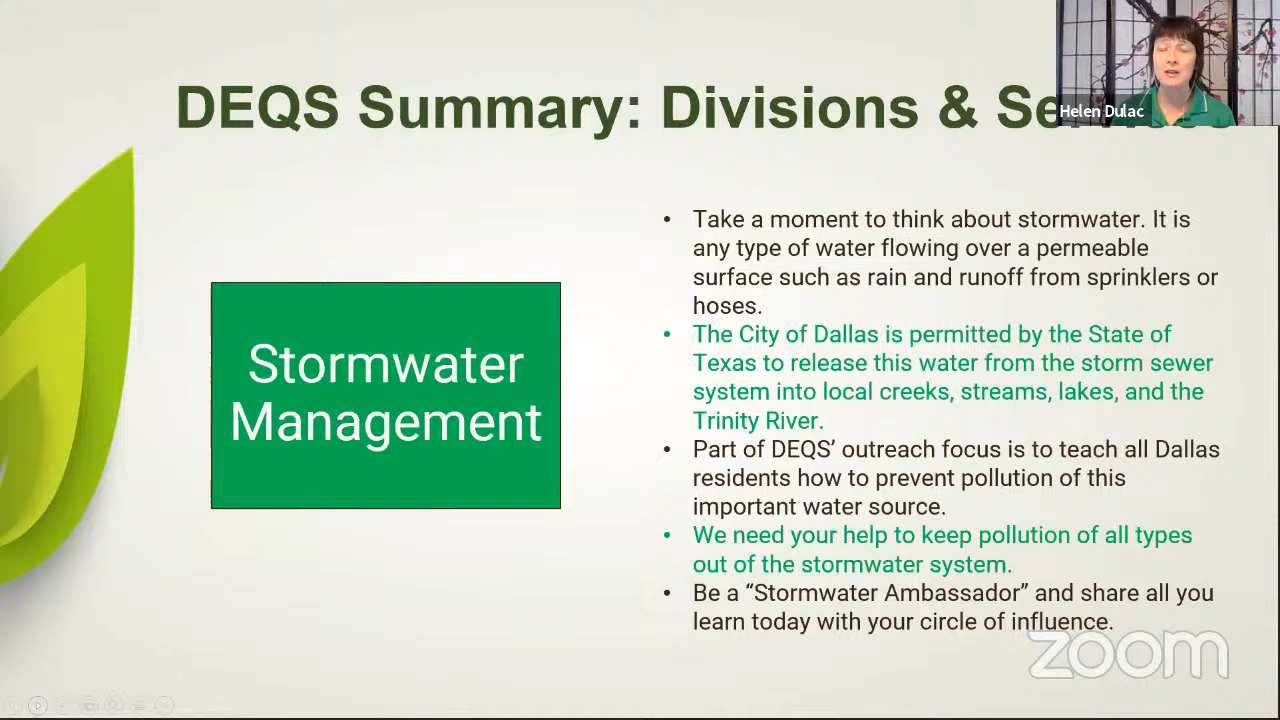 DEQS Summary: Divisions &
Helen Dulac
Stormwater
Management
• Take a moment to think about stormwater. It is
any type of water flowing over a permeable
surface such as rain and runoff from sprinklers or
hoses.
• The City of Dallas is permitted by the State of
Texas to release this water from the storm sewer
system into local creeks, streams, lakes, and the
Trinity River.
• Part of DEQS’ outreach focus is to teach all Dallas
residents how to prevent pollution of this
important water source.
• We need your help to keep pollution of all types
out of the stormwater system.
• Be a “Stormwater Ambassador” and share all you
learn today with your circle of influence.
zoom